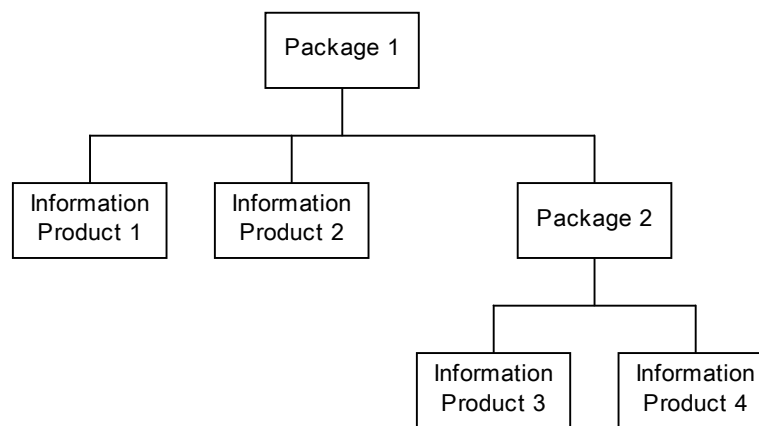 Package 1
Information
Product 1
Information
Product 2
Package 2
Information
Product 3
Information
Product 4